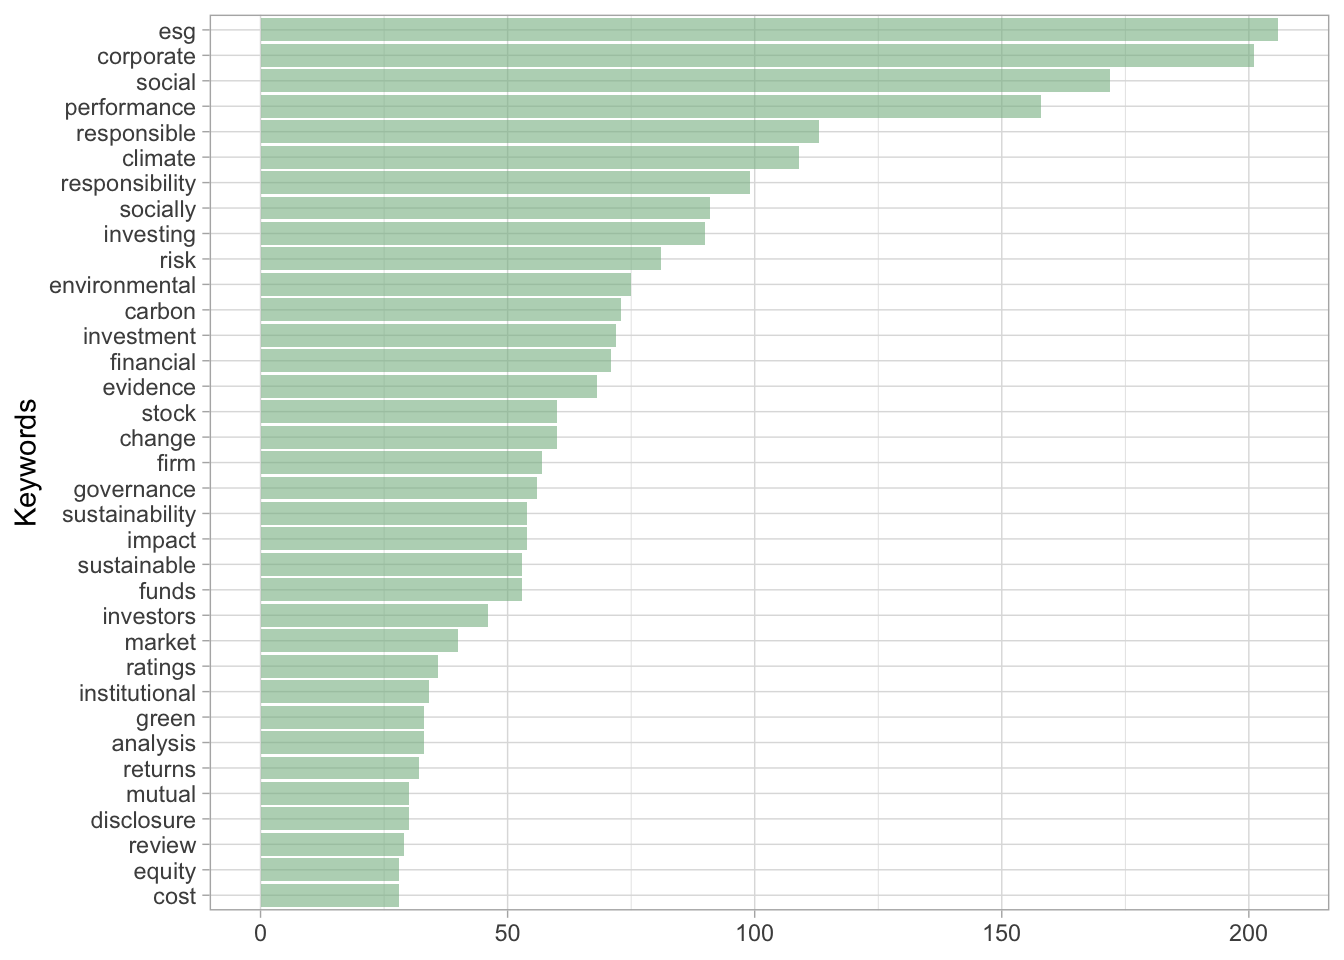 Keywords
esg
corporate
social
performance
responsible
climate
responsibility
socially
investing
risk
environmental
carbon
investment
financial
evidence
stock
change
firm
governance
sustainability
impact
sustainable
funds
investors
market
ratings
institutional
green
analysis
returns
mutual
disclosure
review
equity
cost
0 50 100 150 200